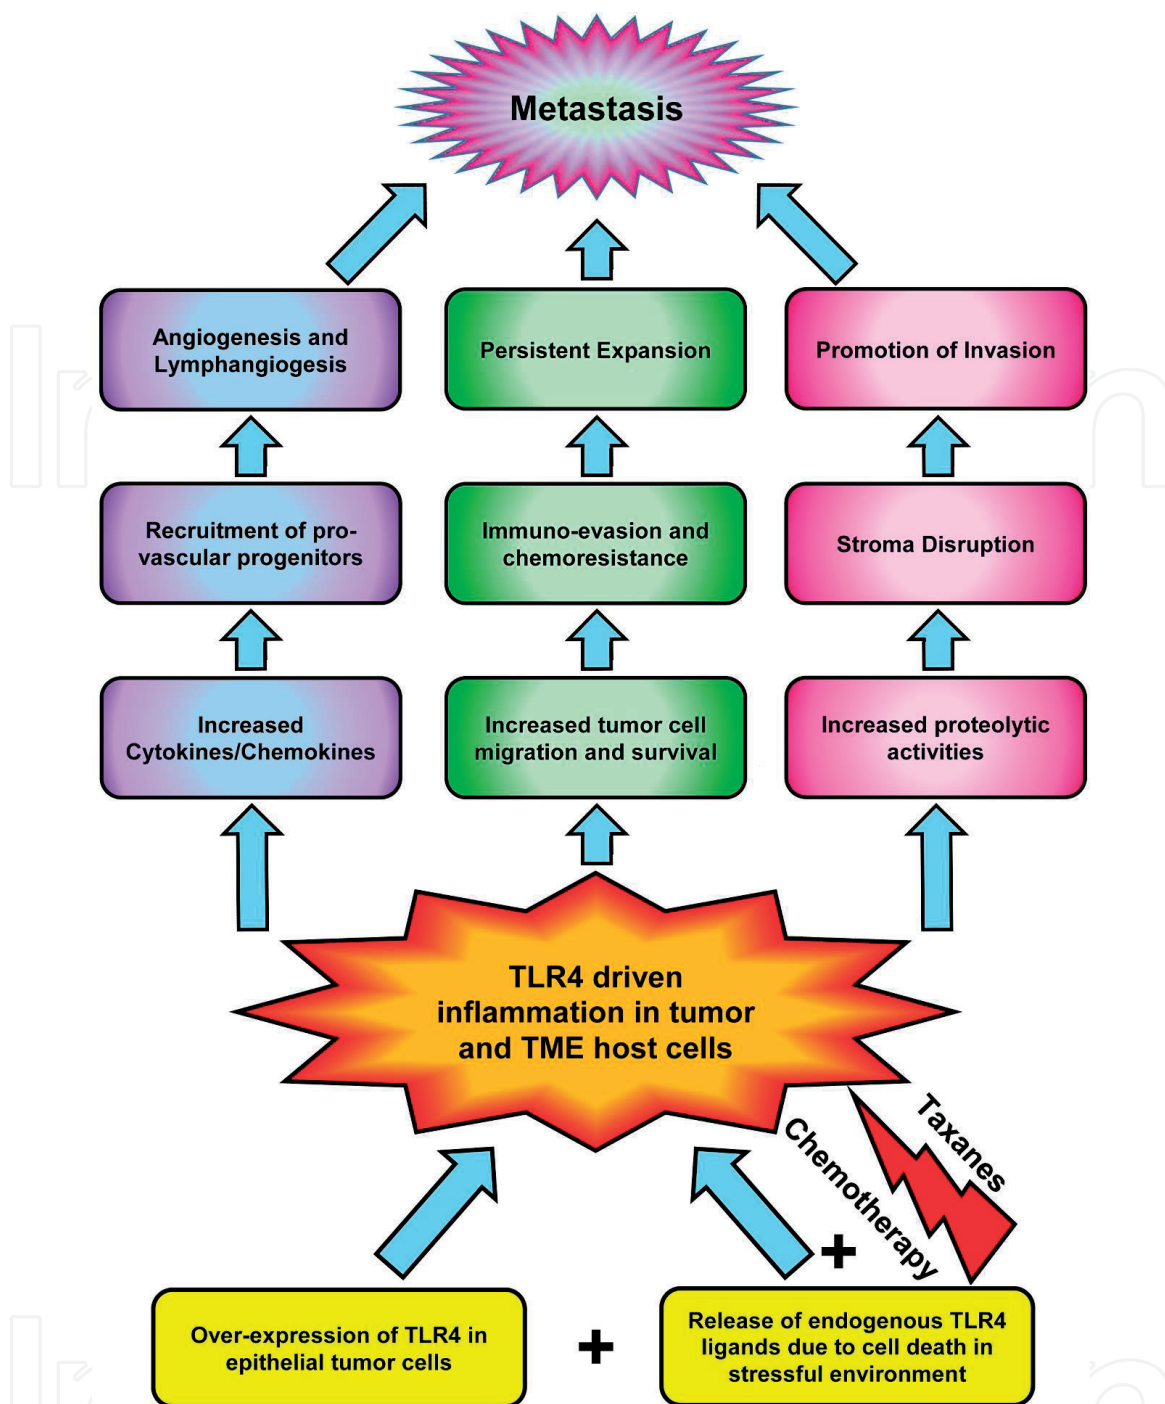 Metastasis
Angiogenesis and
Lymphangiogesis
Persistent Expansion
Promotion of Invasion
Recruitment of pro-
vascular progenitors
Immuno-evasion and
chemoresistance
Stroma Disruption
Increased
Cytokines/Chemokines
Increased tumor cell
migration and survival
Increased proteolytic
activities
TLR4 driven
inflammation in tumor
and TME host cells
Taxanes
Chemotherapy
+
Over-expression of TLR4 in
epithelial tumor cells
+
Release of endogenous TLR4
ligands due to cell death in
stressful environment